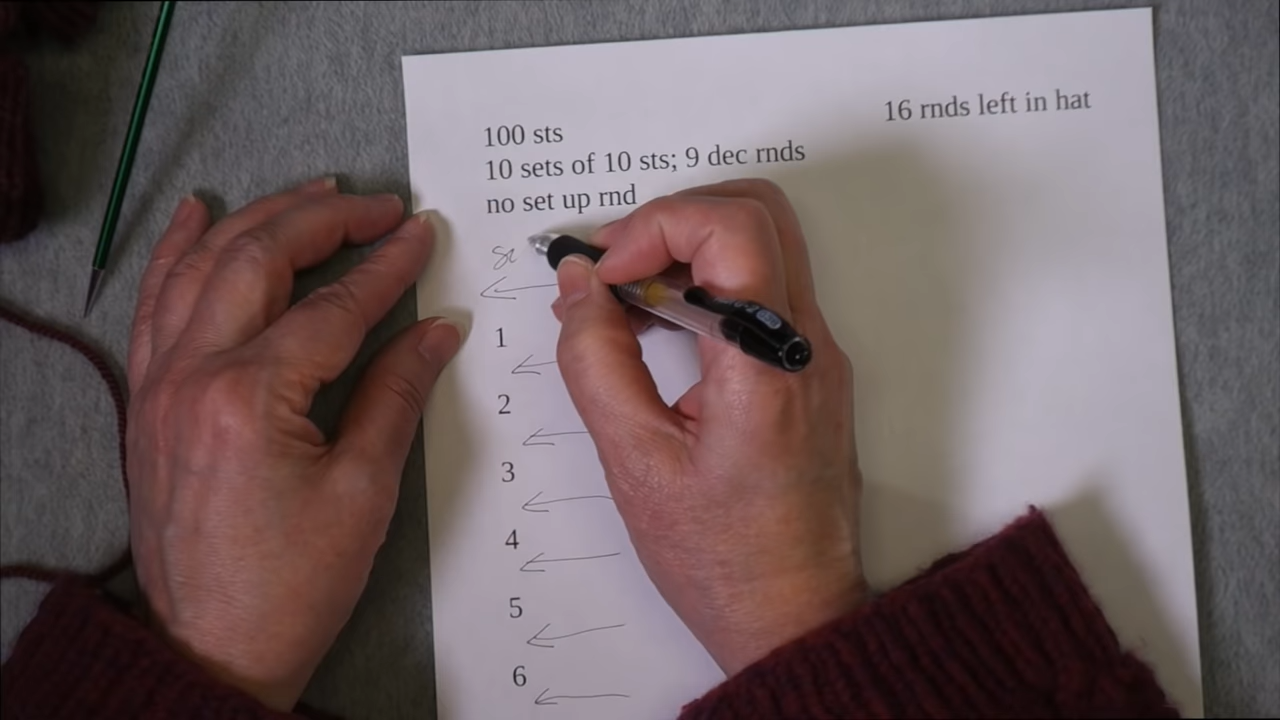 16 rnds left in hat
100 sts
10 sets of 10 sts; 9 dec rnds
no set up rnd
1
2
3
4
5
6